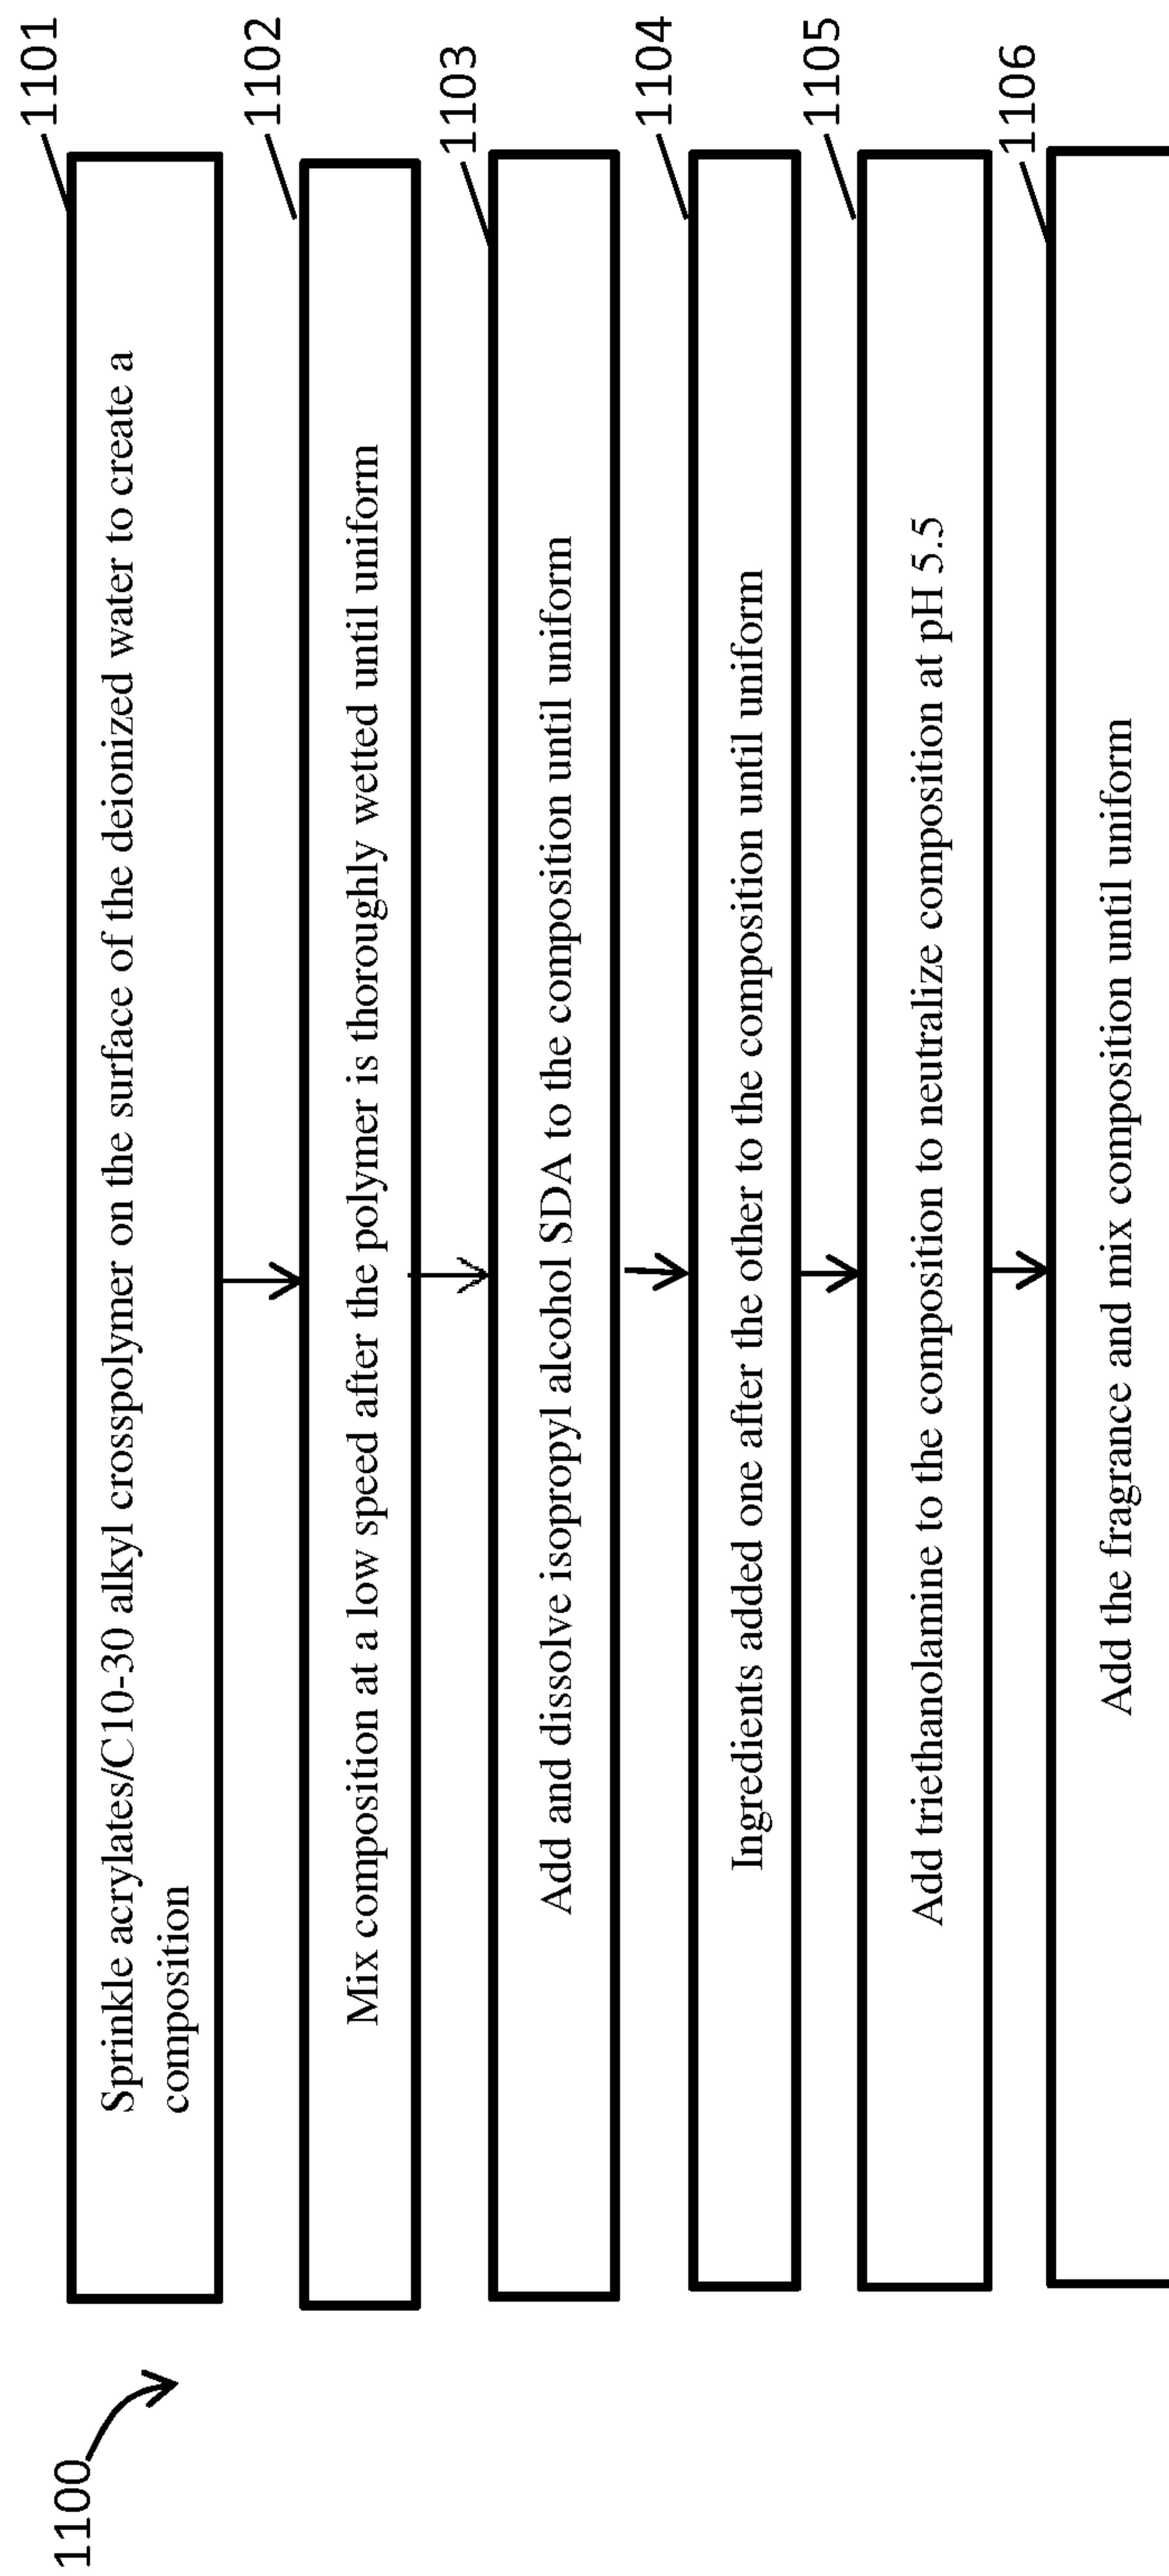 1100
1101
Sprinkle acrylates/C10-30 alkyl crosspolymer on the surface of the deionized water to create a
composition
1102
Mix composition at a low speed after the polymer is thoroughly wetted until uniform
1103
Add and dissolve isopropyl alcohol SDA to the composition until uniform
1104
Ingredients added one after the other to the composition until uniform
1105
Add triethanolamine to the composition to neutralize composition at pH 5.5
1106
Add the fragrance and mix composition until uniform